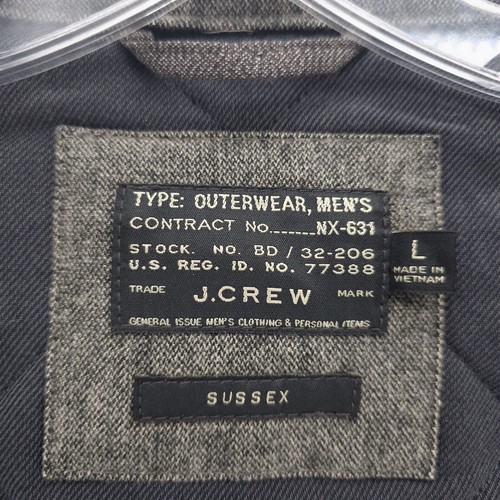 TYPE: OUTERWEAR, MEN'S
CONTRACT No.______NX-631
STOCK. NO. BD / 32-206
U.S. REG. ID. NO. 77388
TRADE J.CREW MARK
GENERAL ISSUE MEN'S CLOTHING & PERSONAL ITEMS
L
MADE IN
VIETNAM
SUSSEX